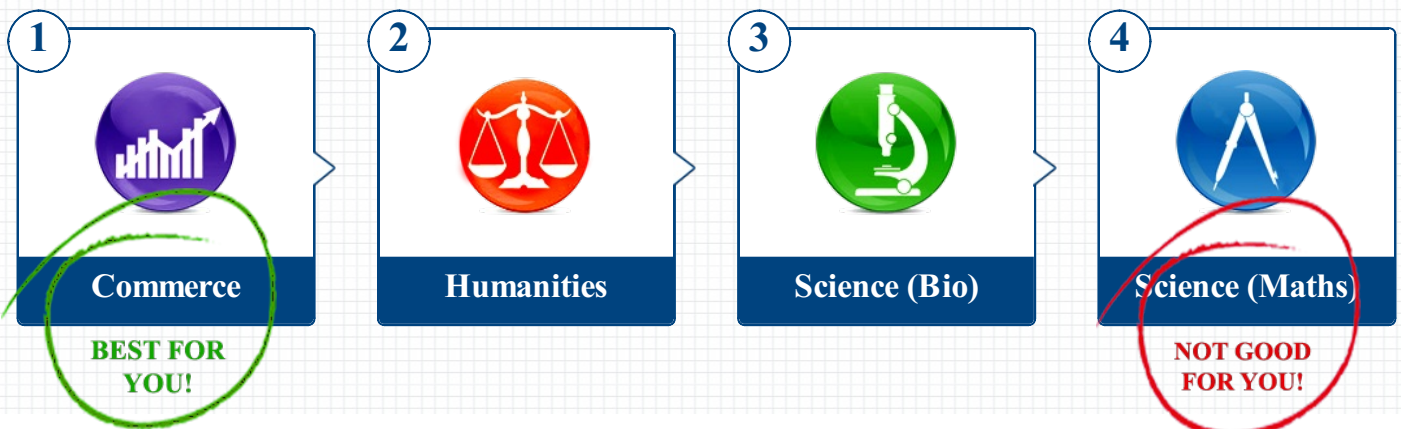 1
2
3
4
Commerce
Humanities
Science (Bio)
Science (Maths)
BEST FOR
YOU!
NOT GOOD
FOR YOU!